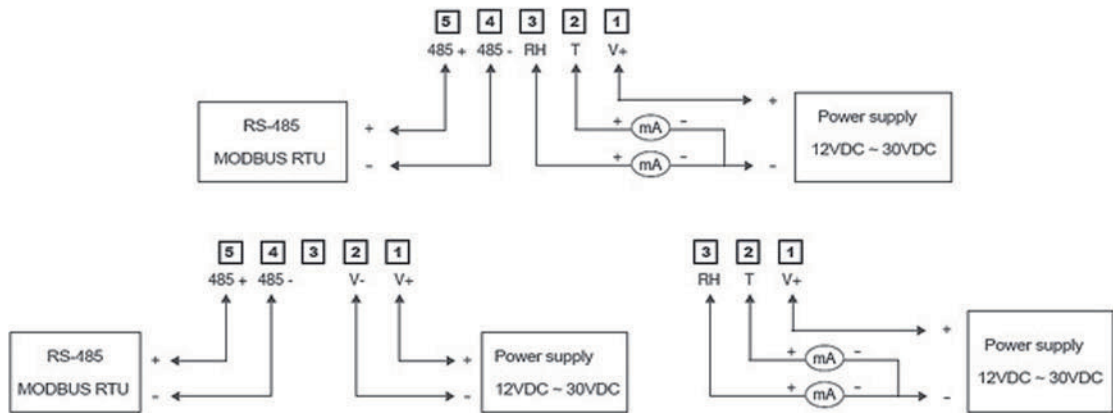 5 4 3 2 1
485 + 485 - RH T V+
RS-485
MODBUS RTU
+
-
+ mA -
+ mA -
+
-
Power supply
12VDC ~ 30VDC
5 4 3 2 1
485 + 485 - V- V+
RS-485
MODBUS RTU
+
-
+
-
Power supply
12VDC ~ 30VDC
3 2 1
RH T V+
+ mA -
+ mA -
+
-
Power supply
12VDC ~ 30VDC